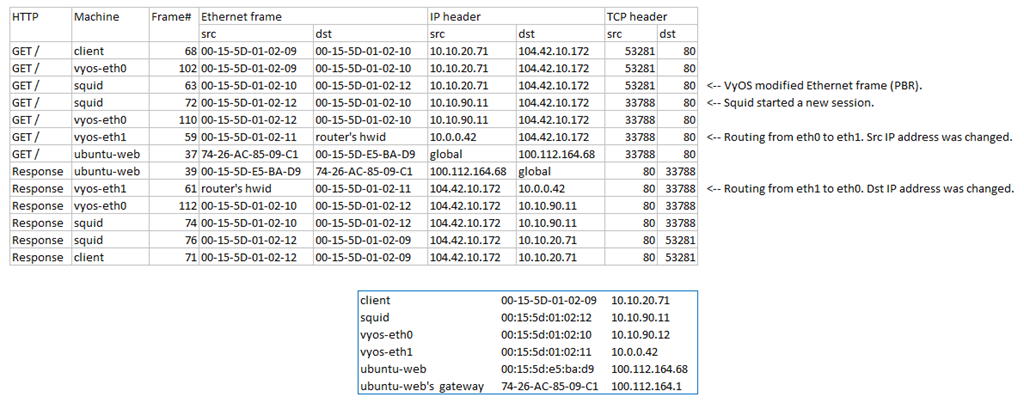 HTTP Machine Frame# Ethernet frame IP header TCP header
src dst src dst src dst
GET / client 68 00-15-5D-01-02-09 00-15-5D-01-02-10 10.10.20.71 104.42.10.172 53281 80
GET / vyos-eth0 102 00-15-5D-01-02-09 00-15-5D-01-02-10 10.10.20.71 104.42.10.172 53281 80
GET / squid 63 00-15-5D-01-02-10 00-15-5D-01-02-12 10.10.20.71 104.42.10.172 53281 80 <-- VyOS modified Ethernet frame (PBR).
GET / squid 72 00-15-5D-01-02-12 00-15-5D-01-02-10 10.10.90.11 104.42.10.172 33788 80 <-- Squid started a new session.
GET / vyos-eth0 110 00-15-5D-01-02-12 00-15-5D-01-02-10 10.10.90.11 104.42.10.172 33788 80
GET / vyos-eth1 59 00-15-5D-01-02-11 router's hwid 10.0.0.42 104.42.10.172 33788 80 <-- Routing from eth0 to eth1. Src IP address was changed.
GET / ubuntu-web 37 74-26-AC-85-09-C1 00-15-5D-E5-BA-D9 global 100.112.164.68 33788 80
Response ubuntu-web 39 00-15-5D-E5-BA-D9 74-26-AC-85-09-C1 100.112.164.68 global 80 33788
Response vyos-eth1 61 router's hwid 00-15-5D-01-02-11 104.42.10.172 10.0.0.42 80 33788 <-- Routing from eth1 to eth0. Dst IP address was changed.
Response vyos-eth0 112 00-15-5D-01-02-10 00-15-5D-01-02-12 104.42.10.172 10.10.90.11 80 33788
Response squid 74 00-15-5D-01-02-10 00-15-5D-01-02-12 104.42.10.172 10.10.90.11 80 33788
Response squid 76 00-15-5D-01-02-12 00-15-5D-01-02-09 104.42.10.172 10.10.20.71 80 53281
Response client 71 00-15-5D-01-02-12 00-15-5D-01-02-09 104.42.10.172 10.10.20.71 80 53281
client 00-15-5D-01-02-09 10.10.20.71
squid 00:15:5d:01:02:12 10.10.90.11
vyos-eth0 00:15:5d:01:02:10 10.10.90.12
vyos-eth1 00:15:5d:01:02:11 10.0.0.42
ubuntu-web 00:15:5d:e5:ba:d9 100.112.164.68
ubuntu-web's gateway 74-26-AC-85-09-C1 100.112.164.1